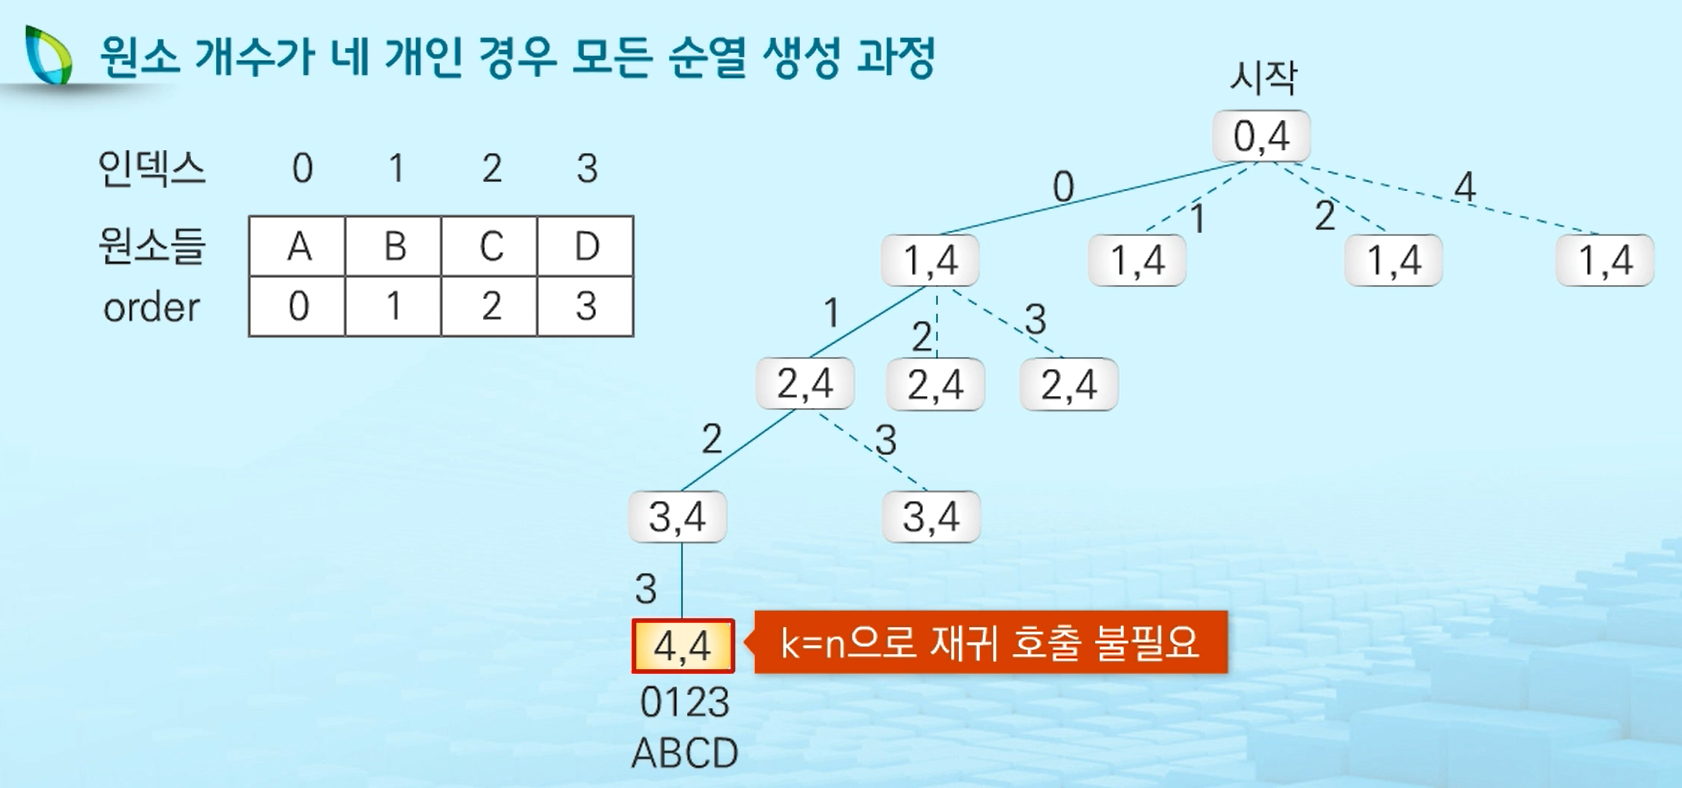 원소 개수가 네 개인 경우 모든 순열 생성 과정
시작
0,4
인덱스 0 1 2 3
원소들 A B C D
order 0 1 2 3
0 1 2 4
1,4 1,4 1,4 1,4
1 2 3
2,4 2,4 2,4
2 3
3,4 3,4
3
4,4 k=n으로 재귀 호출 불필요
0123
ABCD